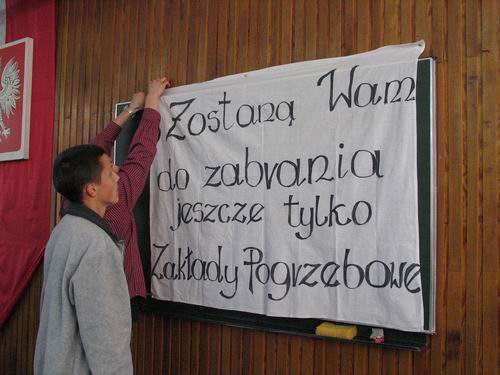 Zostaną Wam
do zabrania
jeszcze tylko
Zakłady Pogrzebowe